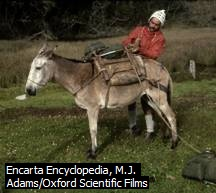 Encarta Encyclopedia, M.J.
Adams/Oxford Scientific Films